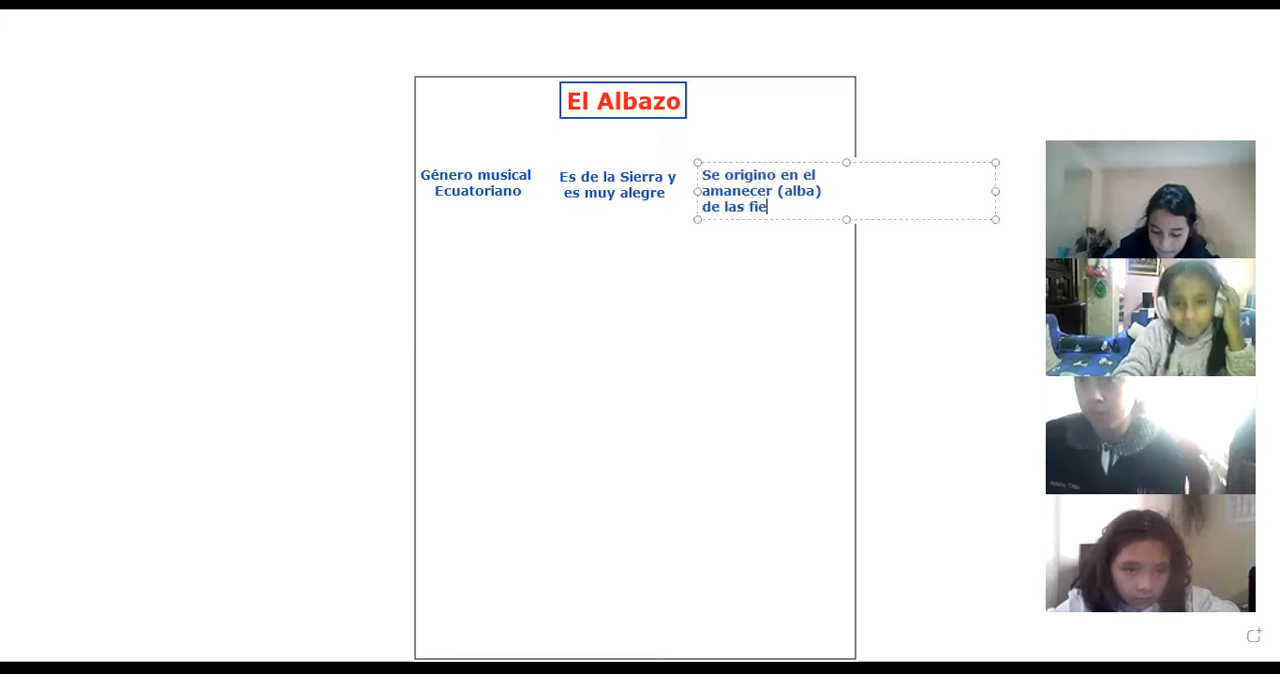 El Albazo
Género musical
Ecuatoriano
Es de la Sierra y
es muy alegre
Se origino en el
amanecer (alba)
de las fie